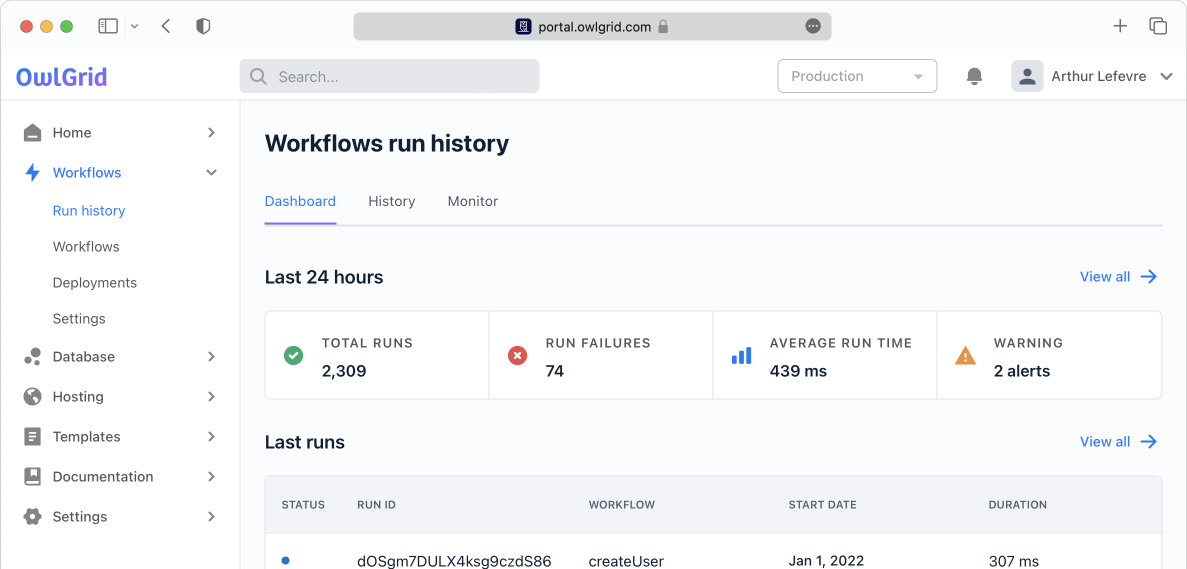 portal.owlgrid.com
OwlGrid
Search...
Production
Arthur Lefevre
Home
Workflows
Run history
Workflows
Deployments
Settings
Database
Hosting
Templates
Documentation
Settings
Workflows run history
Dashboard History Monitor
Last 24 hours
View all
TOTAL RUNS
2,309
RUN FAILURES
74
AVERAGE RUN TIME
439 ms
WARNING
2 alerts
Last runs
View all
STATUS RUN ID WORKFLOW START DATE DURATION
dOSgm7DULX4ksg9czdS86 createUser Jan 1, 2022 307 ms